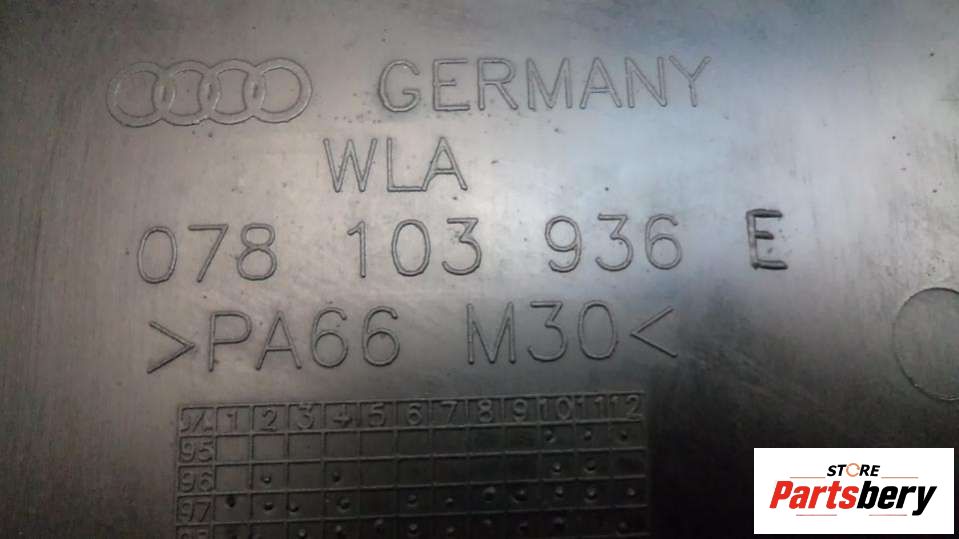 GERMANY
WLA
078 103 936 E
>PA66 M30<
1 2 3 4 5 6 7 8 9 10 11 12
95
96
97
STORE
Partsbery